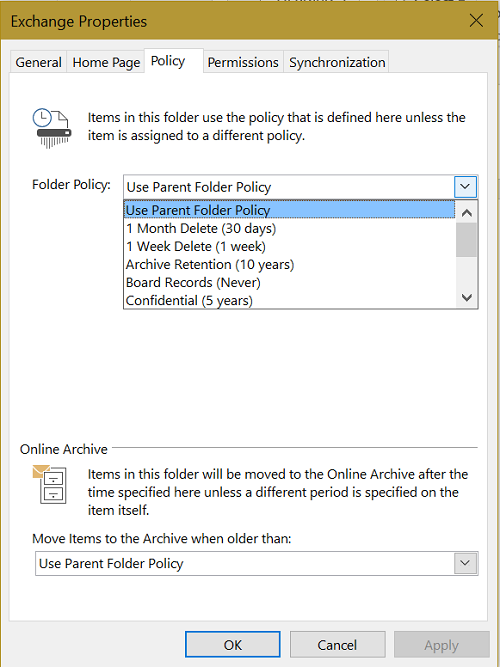 Exchange Properties
General Home Page Policy Permissions Synchronization
Items in this folder use the policy that is defined here unless the
item is assigned to a different policy.
Folder Policy: Use Parent Folder Policy
Use Parent Folder Policy
1 Month Delete (30 days)
1 Week Delete (1 week)
Archive Retention (10 years)
Board Records (Never)
Confidential (5 years)
Online Archive
Items in this folder will be moved to the Online Archive after the
time specified here unless a different period is specified on the
item itself.
Move Items to the Archive when older than:
Use Parent Folder Policy
OK Cancel Apply